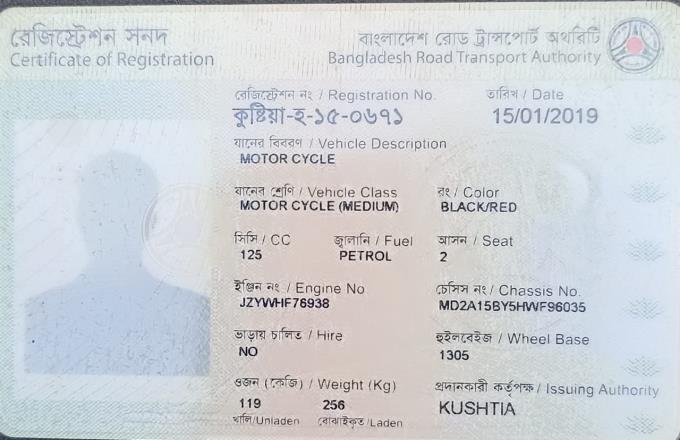 রেজিস্ট্রেশন সনদ
Certificate of Registration
বাংলাদেশ রোড ট্রান্সপোর্ট অথরিটি
Bangladesh Road Transport Authority
রেজিস্ট্রেশন নং / Registration No. তারিখ / Date
কুষ্টিয়া-হ-১৫-০৬৭১ 15/01/2019
যানের বিবরণ / Vehicle Description
MOTOR CYCLE
যানের শ্রেণি / Vehicle Class রং / Color
MOTOR CYCLE (MEDIUM) BLACK/RED
সিসি / CC জ্বালানি / Fuel আসন / Seat
125 PETROL 2
ইঞ্জিন নং / Engine No চেসিস নং / Chassis No.
JZYWHF76938 MD2A15BY5HWF96035
ভাড়ায় চালিত / Hire হুইলবেইজ / Wheel Base
NO 1305
ওজন (কেজি) / Weight (Kg) প্রদানকারী কর্তৃপক্ষ / Issuing Authority
119 256 KUSHTIA
খালি/Unladen বোঝাইকৃত /Laden